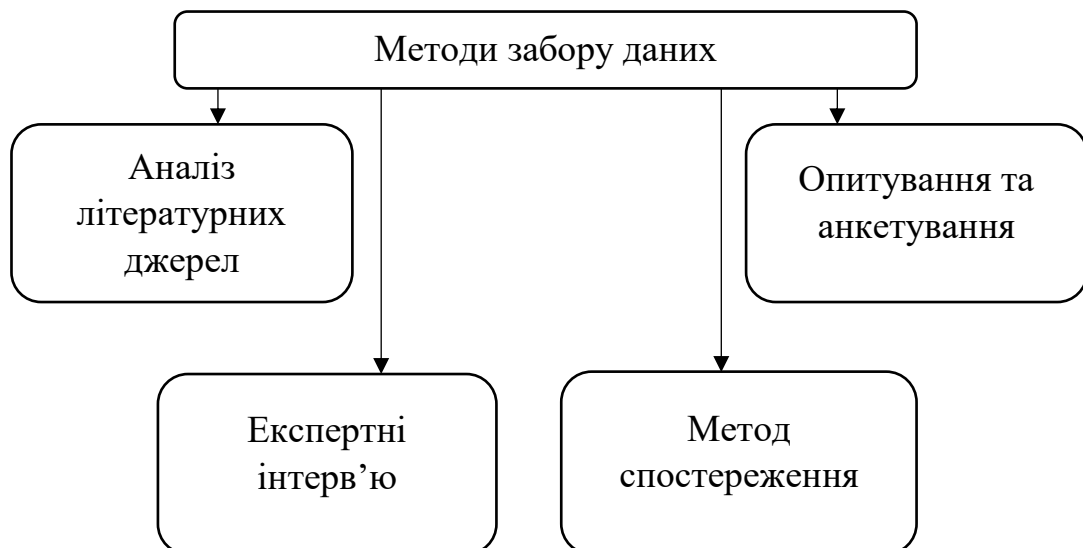 Методи забору даних
Аналіз
літературних
джерел
Опитування та
анкетування
Експертні
інтерв’ю
Метод
спостереження